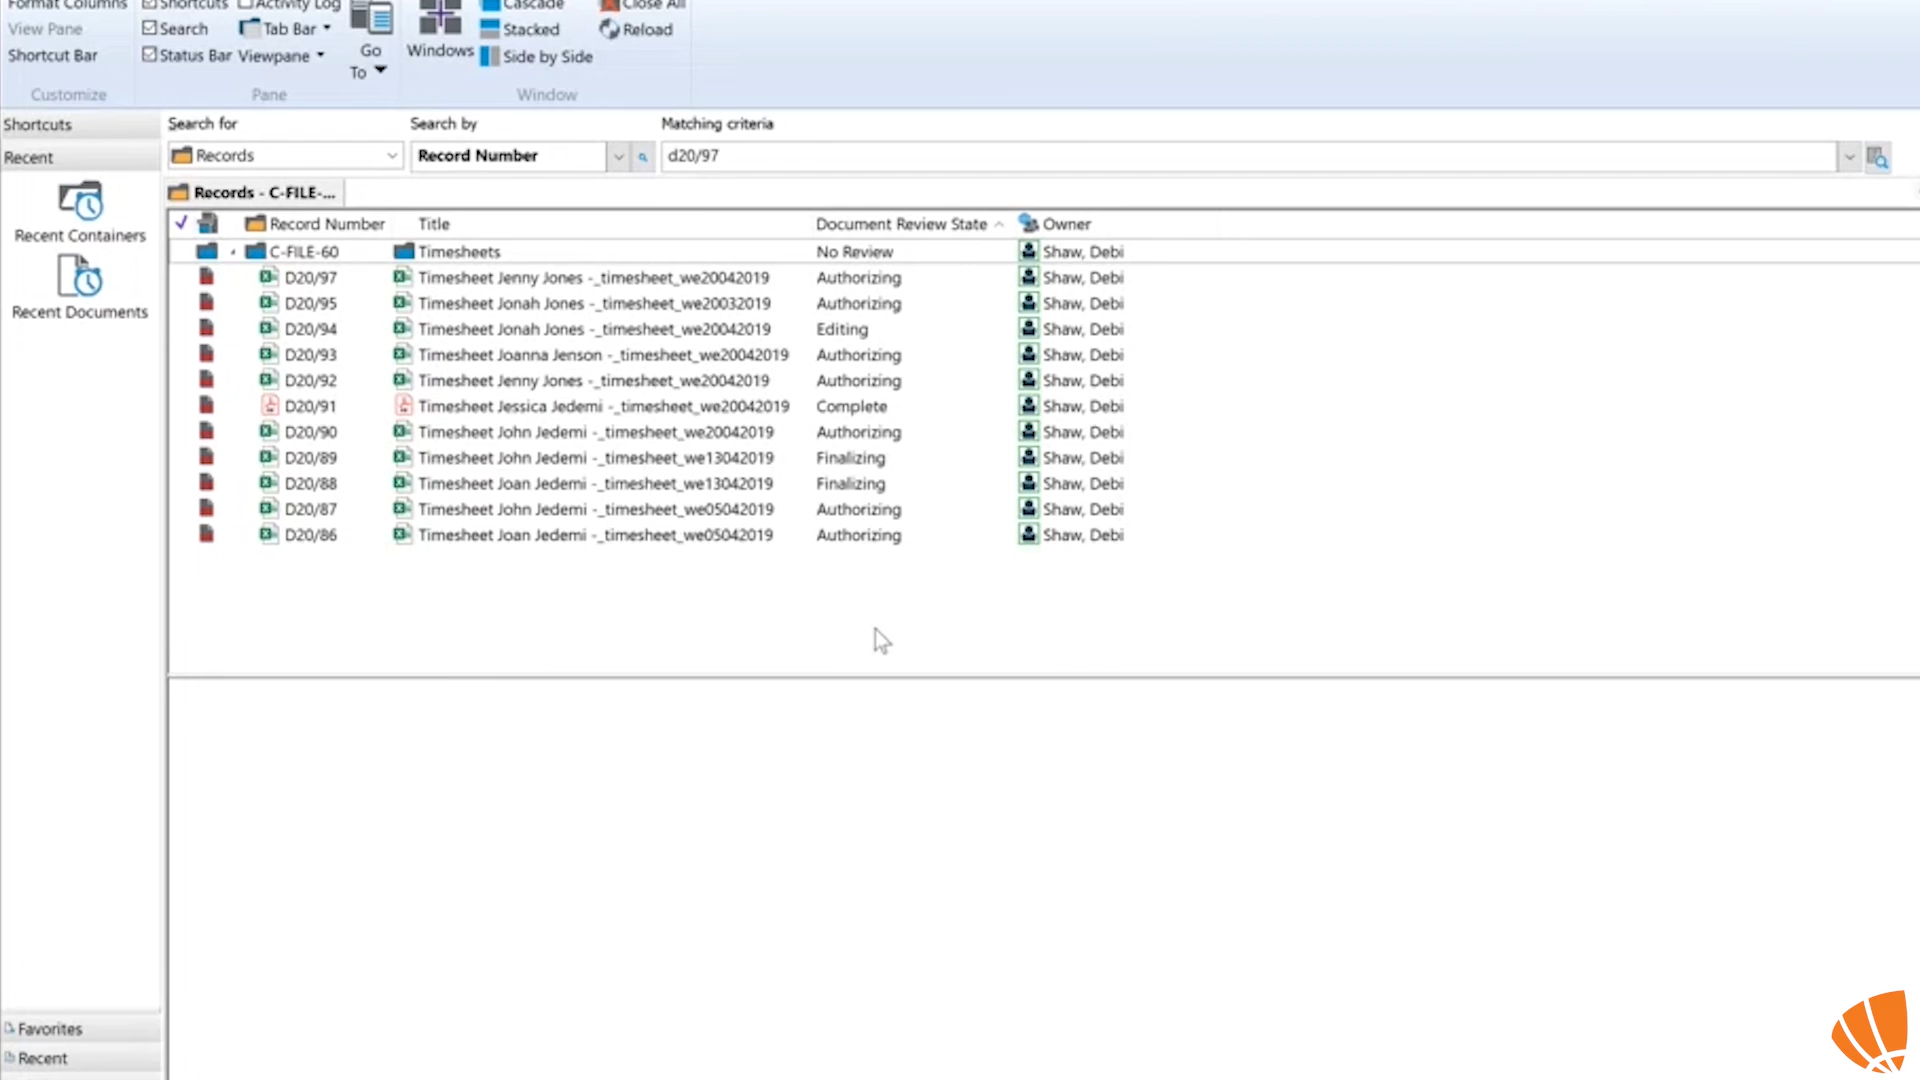 Format Columns
Shortcuts
Activity Log
View Pane
Search
Tab Bar
Shortcut Bar
Status Bar
Viewpane
Go
To
Windows
Cascade
Close All
Stacked
Reload
Side by Side
Customize
Pane
Window
Shortcuts
Search for
Search by
Matching criteria
Recent
Records
Record Number
d20/97
Recent Containers
Recent Documents
Records - C-FILE-...
Record Number Title Document Review State Owner
C-FILE-60 Timesheets No Review Shaw, Debi
D20/97 Timesheet Jenny Jones -_timesheet_we20042019 Authorizing Shaw, Debi
D20/95 Timesheet Jonah Jones -_timesheet_we20032019 Authorizing Shaw, Debi
D20/94 Timesheet Jonah Jones -_timesheet_we20042019 Editing Shaw, Debi
D20/93 Timesheet Joanna Jenson -_timesheet_we20042019 Authorizing Shaw, Debi
D20/92 Timesheet Jenny Jones -_timesheet_we20042019 Authorizing Shaw, Debi
D20/91 Timesheet Jessica Jedemi -_timesheet_we20042019 Complete Shaw, Debi
D20/90 Timesheet John Jedemi -_timesheet_we20042019 Authorizing Shaw, Debi
D20/89 Timesheet John Jedemi -_timesheet_we13042019 Finalizing Shaw, Debi
D20/88 Timesheet Joan Jedemi -_timesheet_we13042019 Finalizing Shaw, Debi
D20/87 Timesheet John Jedemi -_timesheet_we05042019 Authorizing Shaw, Debi
D20/86 Timesheet Joan Jedemi -_timesheet_we05042019 Authorizing Shaw, Debi
Favorites
Recent